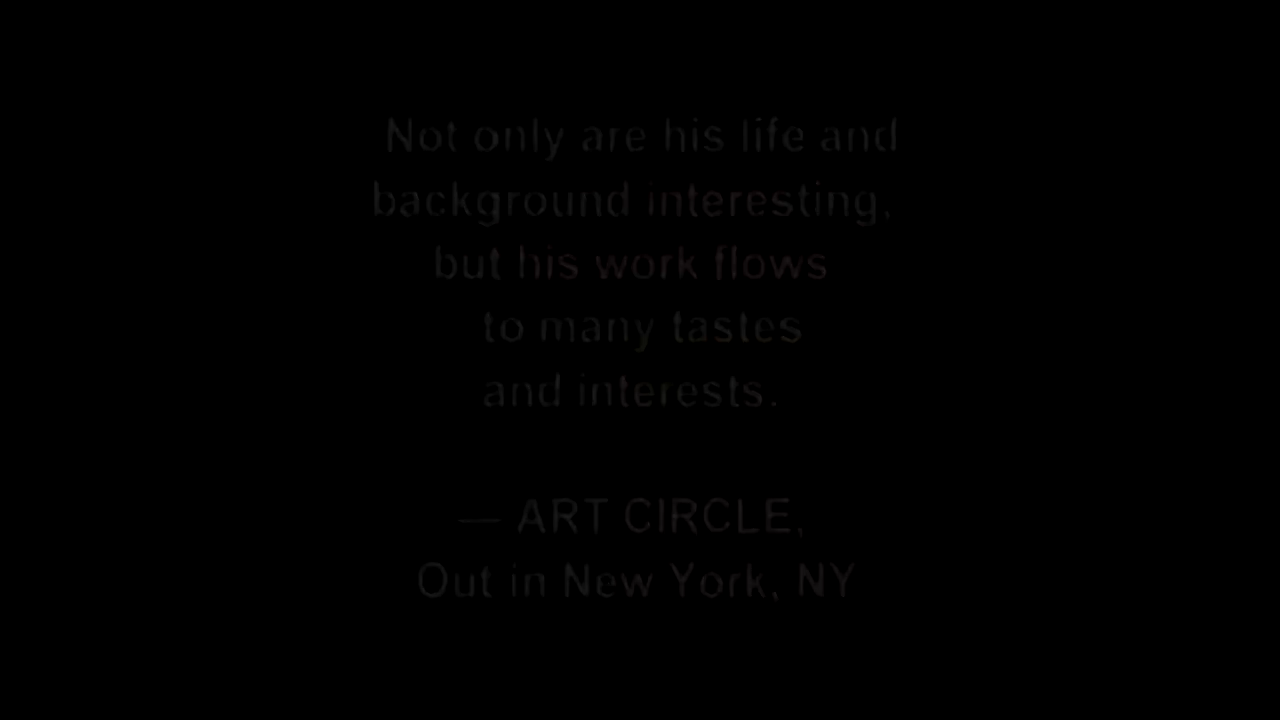 Not only are his life and
background interesting,
but his work flows
to many tastes
and interests.
— ART CIRCLE,
Out in New York, NY